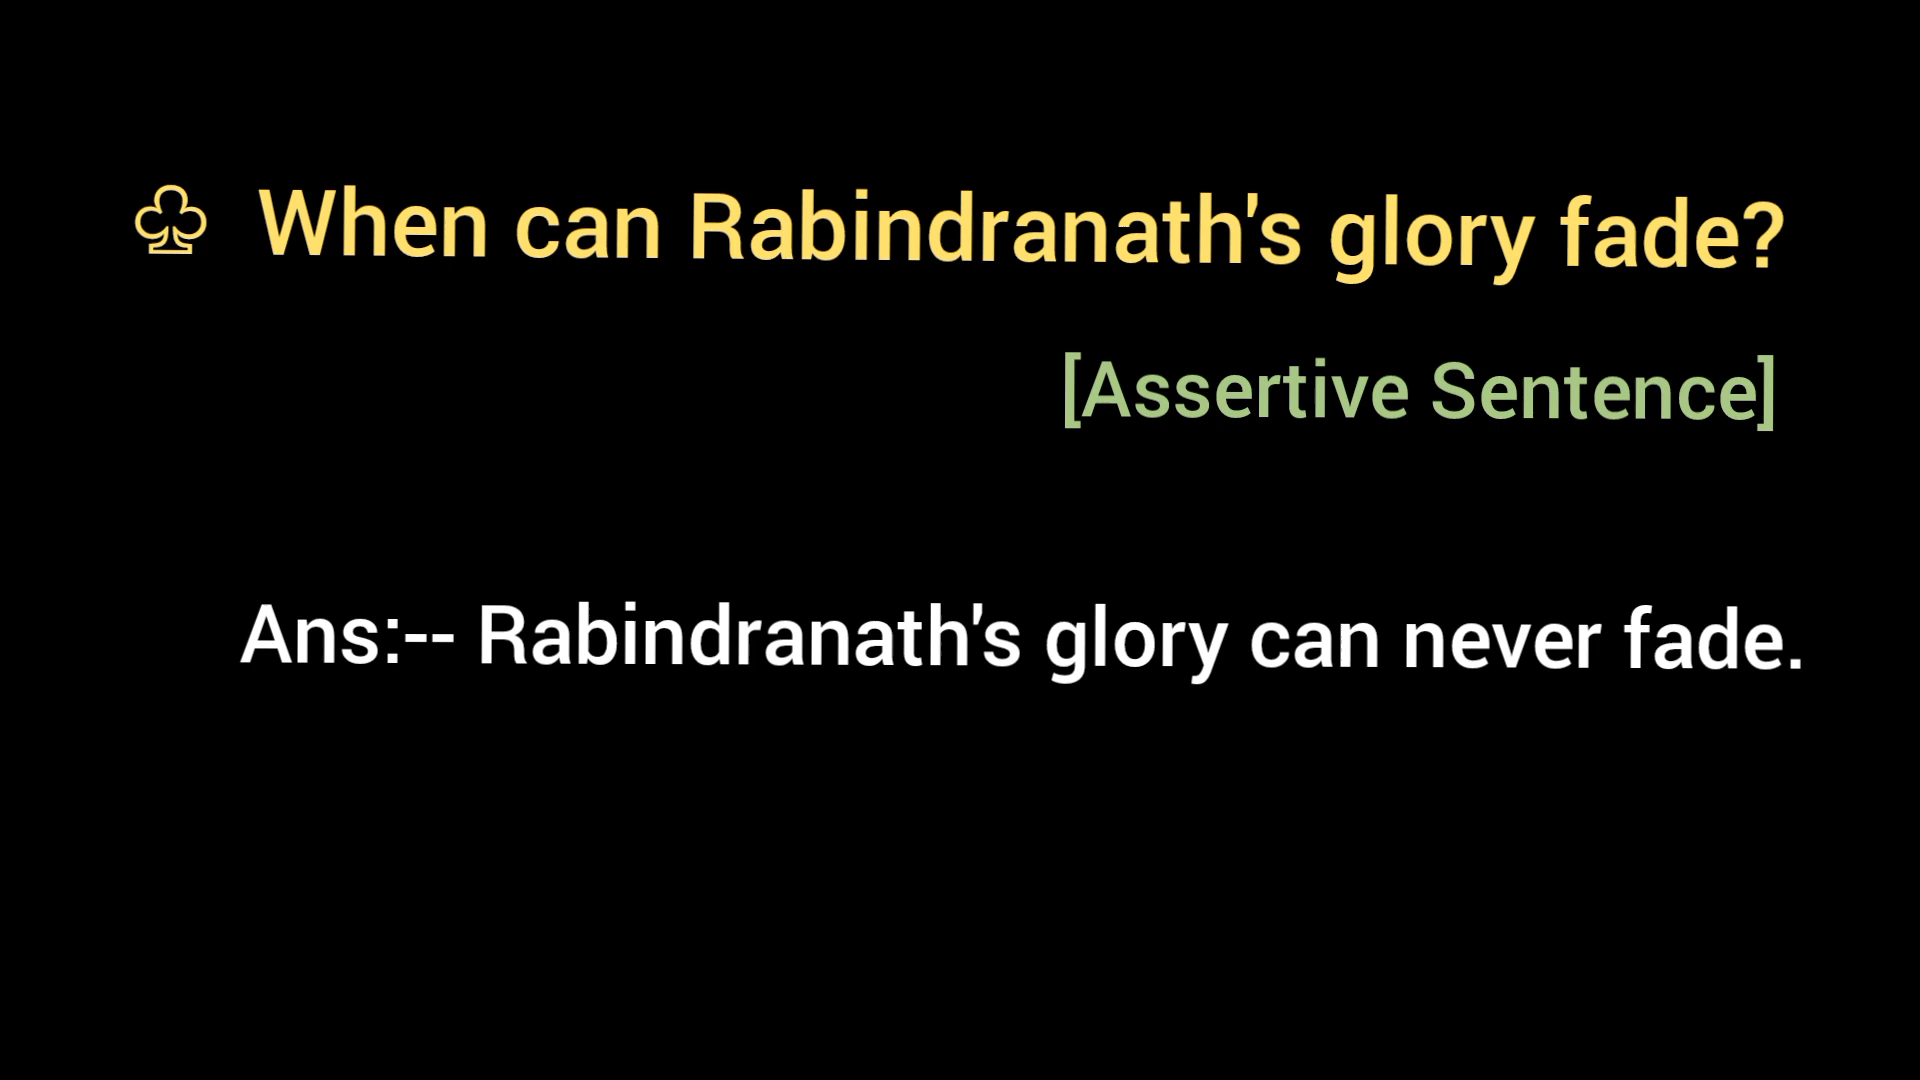 ♧ When can Rabindranath's glory fade?
[Assertive Sentence]
Ans:-- Rabindranath's glory can never fade.